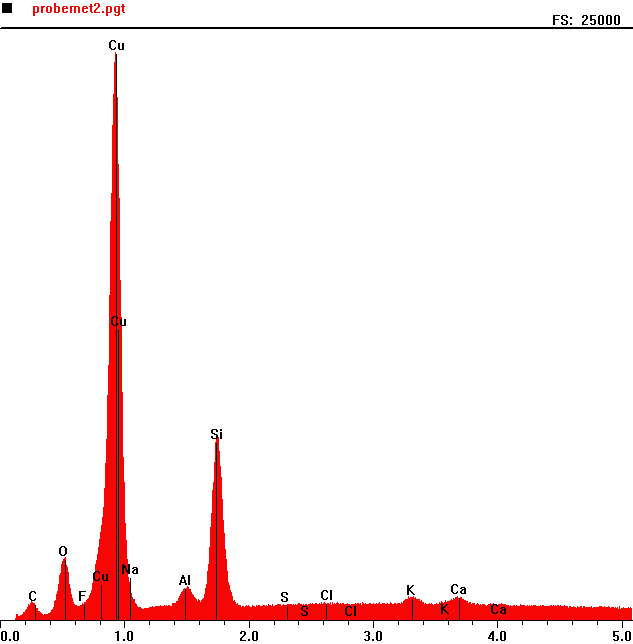 probemet2.pgt
FS: 25000
Cu
Cu
Si
O
Cu
Na
Al
C
F
S
S
Cl
Cl
K
K
Ca
Ca
0.0 1.0 2.0 3.0 4.0 5.0